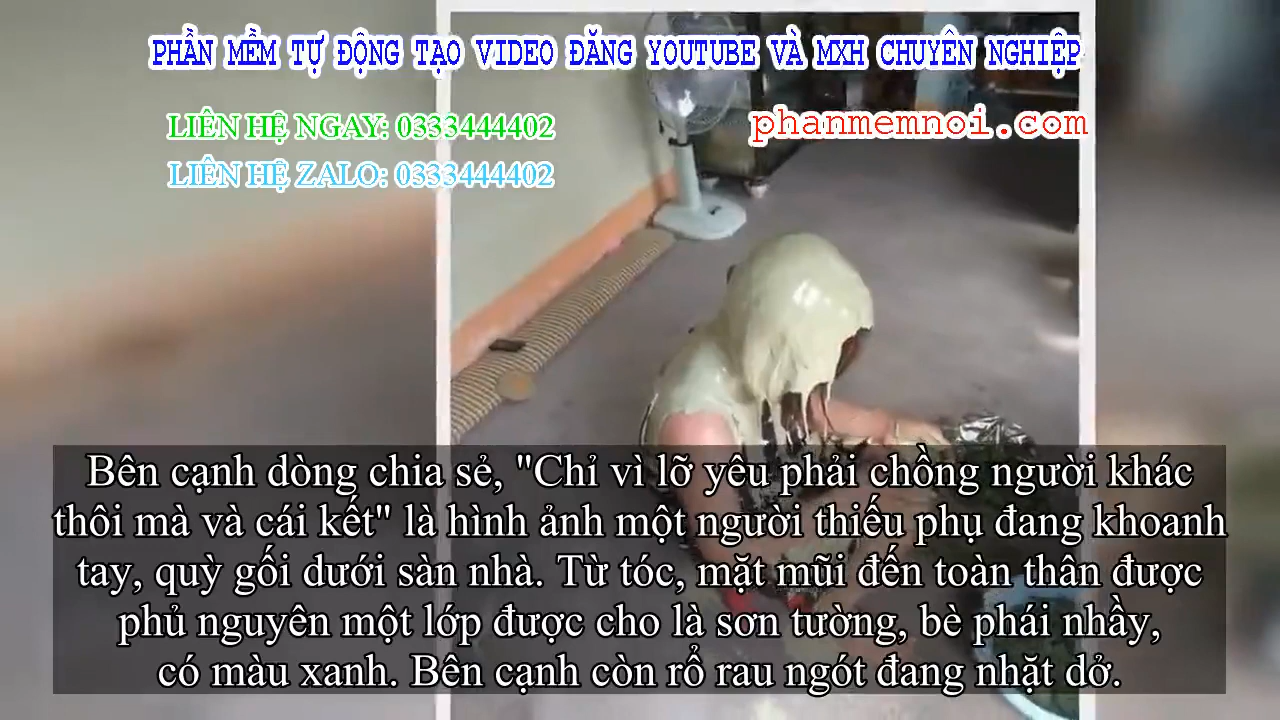 PHẦN MỀM TỰ ĐỘNG TẠO VIDEO ĐĂNG YOUTUBE VÀ MXH CHUYÊN NGHIỆP
LIÊN HỆ NGAY: 0333444402
phanmemnoi.com
LIÊN HỆ ZALO: 0333444402
Bên cạnh dòng chia sẻ, "Chỉ vì lỡ yêu phải chồng người khác
thôi mà và cái kết" là hình ảnh một người thiếu phụ đang khoanh
tay, quỳ gối dưới sàn nhà. Từ tóc, mặt mũi đến toàn thân được
phủ nguyên một lớp được cho là sơn tường, bè phái nhầy,
có màu xanh. Bên cạnh còn rổ rau ngót đang nhặt dở.